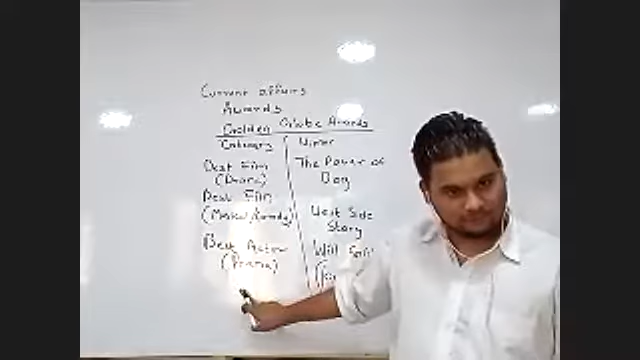 Current affairs
Awards
Golden Globe Awards
Category Winner
Best Film The Power of
(Drama) Dog
Best Film
(Musical/Comedy) West Side
Story
Best Actor Will Smith
(Drama)